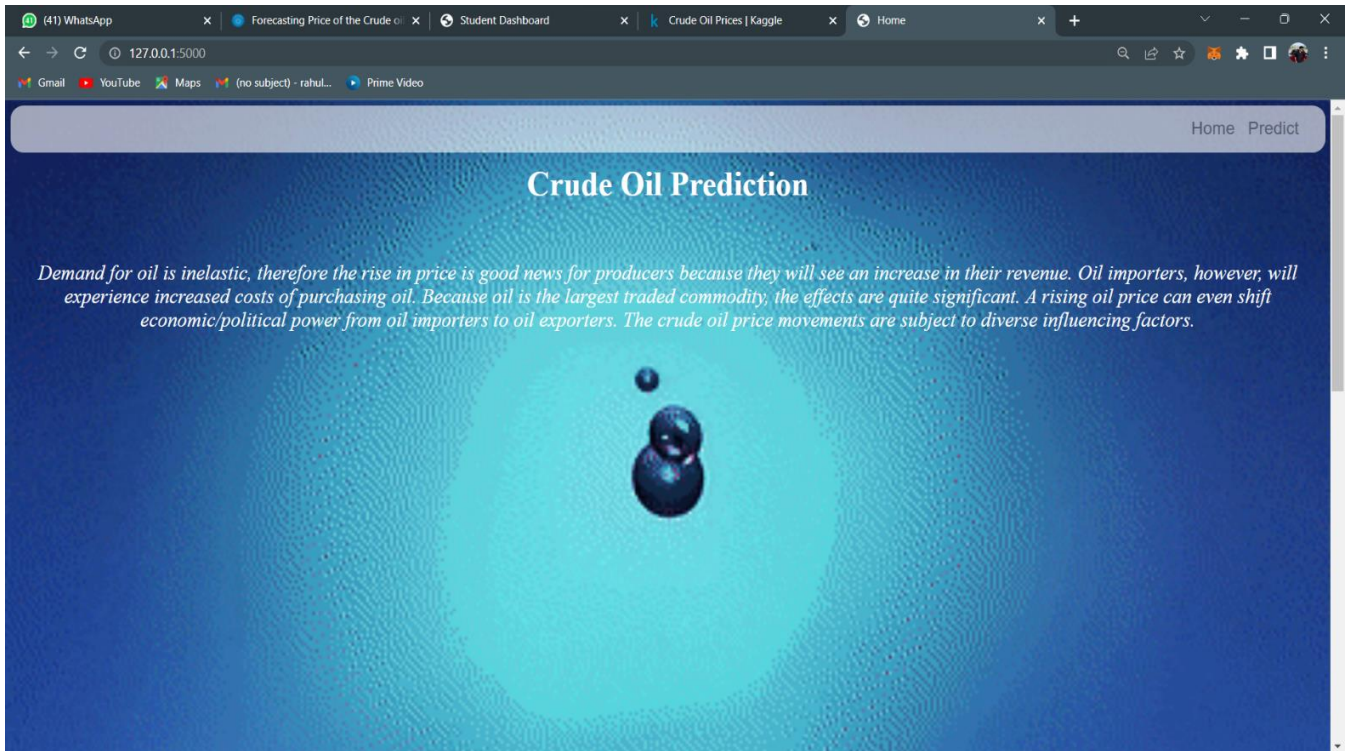 (41) WhatsApp
Forecasting Price of the Crude oil
Student Dashboard
Crude Oil Prices | Kaggle
Home
127.0.0.1:5000
Gmail
YouTube
Maps
(no subject) - rahul...
Prime Video
Home Predict
Crude Oil Prediction
Demand for oil is inelastic, therefore the rise in price is good news for producers because they will see an increase in their revenue. Oil importers, however, will
experience increased costs of purchasing oil. Because oil is the largest traded commodity, the effects are quite significant. A rising oil price can even shift
economic/political power from oil importers to oil exporters. The crude oil price movements are subject to diverse influencing factors.